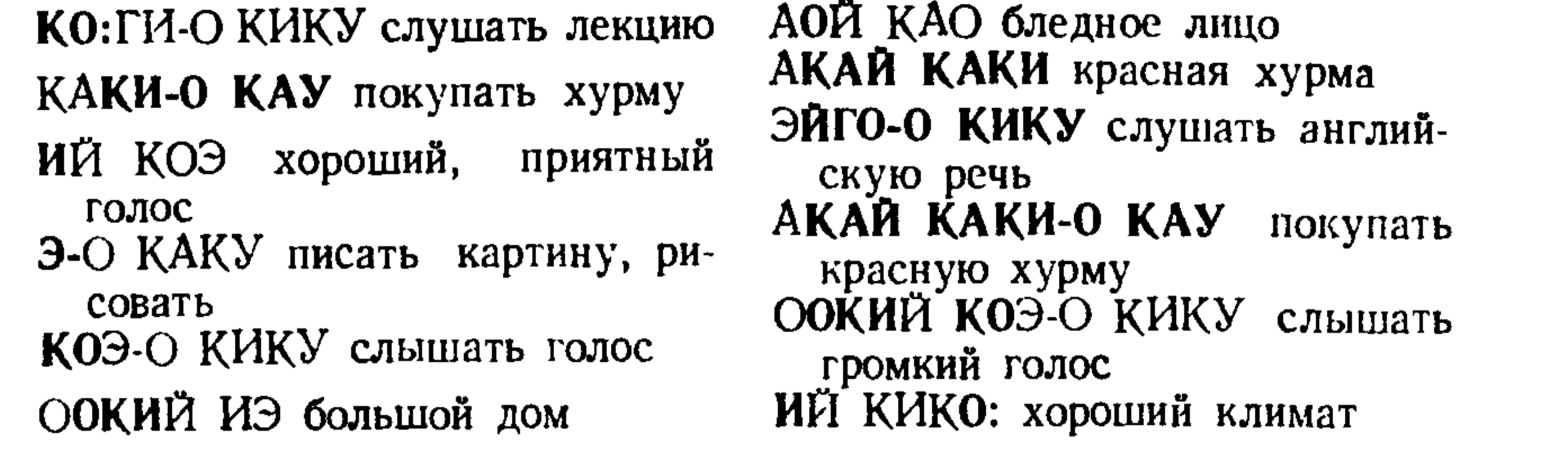 КО:ГИ-О КИКУ слушать лекцию
КАКИ-О КАУ покупать хурму
ИЙ КОЭ хороший, приятный
голос
Э-О КАКУ писать картину, ри-
совать
КОЭ-О КИКУ слышать голос
ООКИЙ ИЭ большой дом
АОЙ КАО бледное лицо
АКАЙ КАКИ красная хурма
ЭЙГО-О КИКУ слушать англий-
скую речь
АКАЙ КАКИ-О КАУ покупать
красную хурму
ООКИЙ КОЭ-О КИКУ слышать
громкий голос
ИЙ КИКО: хороший климат